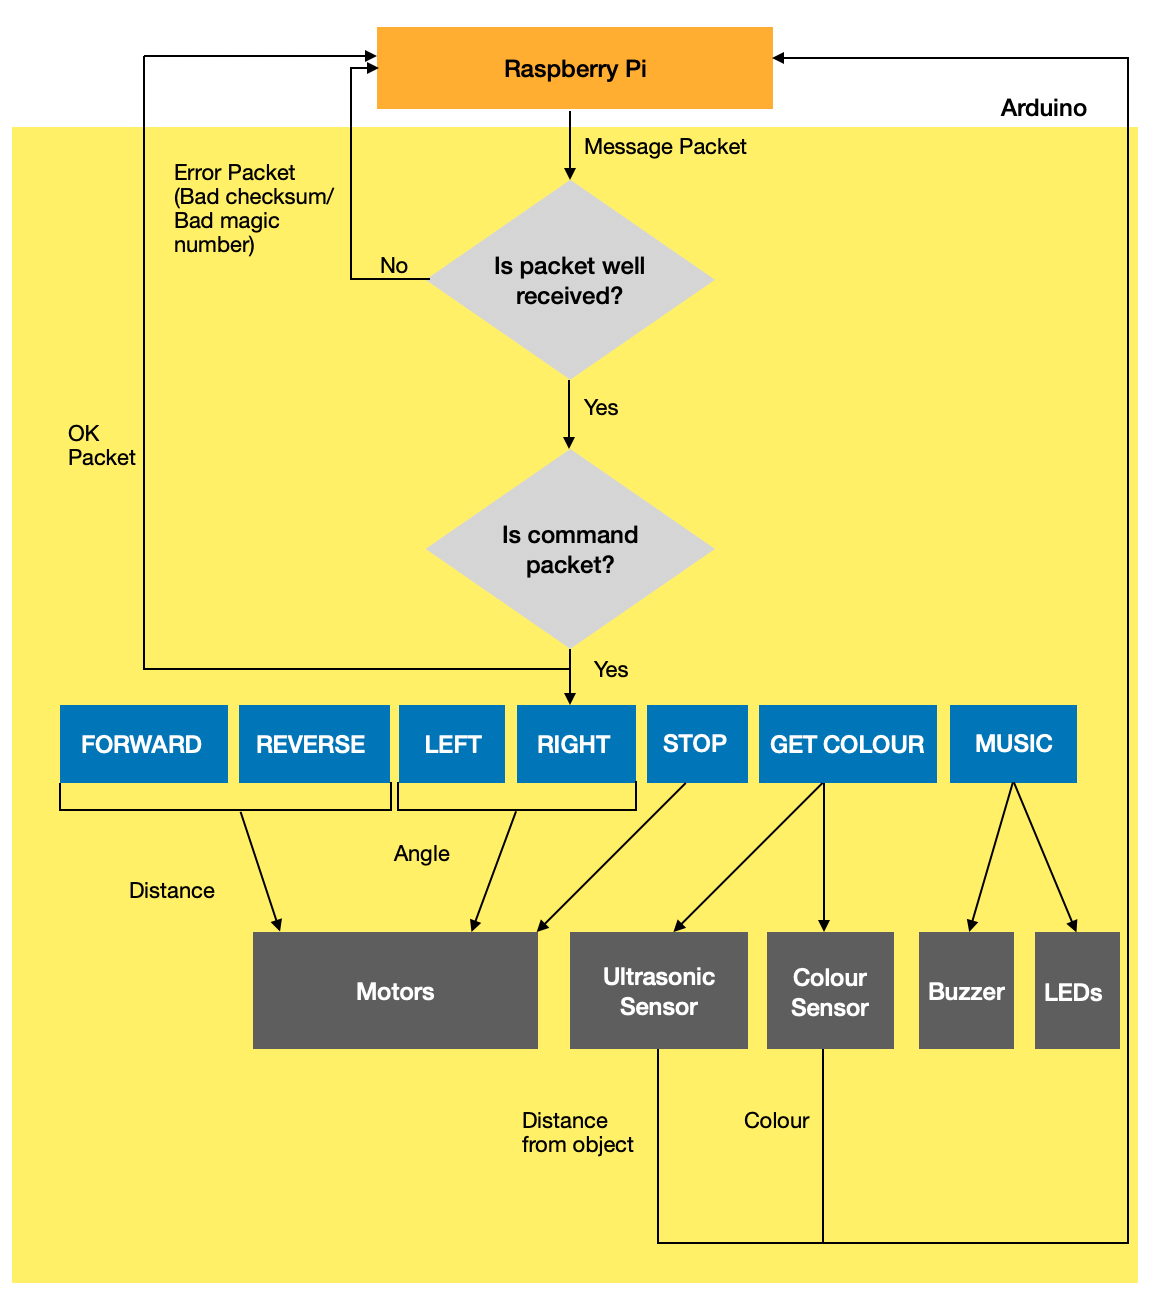 Raspberry Pi
Arduino
Message Packet
Error Packet
(Bad checksum/
Bad magic
number)
No
Is packet well
received?
Yes
OK
Packet
Is command
packet?
Yes
FORWARD
REVERSE
LEFT
RIGHT
STOP
GET COLOUR
MUSIC
Angle
Distance
Motors
Ultrasonic
Sensor
Colour
Sensor
Buzzer
LEDs
Distance
from object
Colour